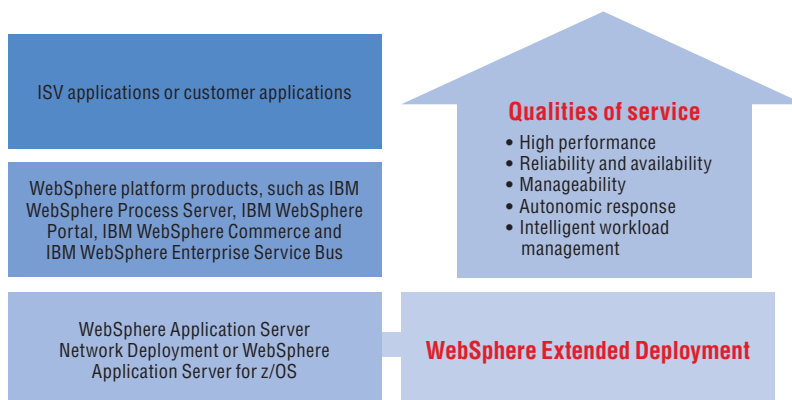 ISV applications or customer applications
WebSphere platform products, such as IBM
WebSphere Process Server, IBM WebSphere
Portal, IBM WebSphere Commerce and
IBM WebSphere Enterprise Service Bus
WebSphere Application Server
Network Deployment or WebSphere
Application Server for z/OS
Qualities of service
• High performance
• Reliability and availability
• Manageability
• Autonomic response
• Intelligent workload
management
WebSphere Extended Deployment